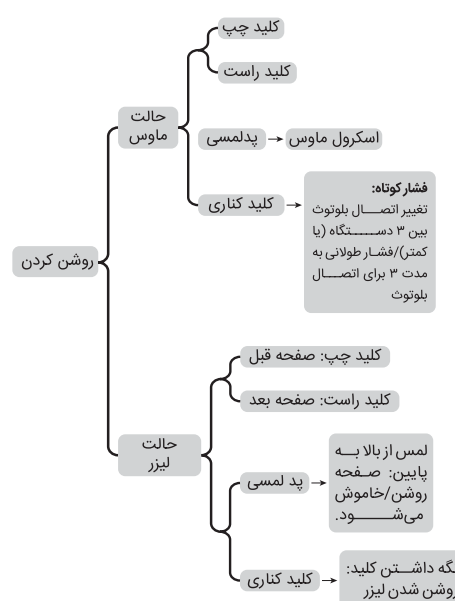 روشن کردن
حالت
ماوس
کلید چپ
کلید راست
پدلمسی
اسکرول ماوس
کلید کناری
فشار کوتاه:
تغییر اتصال بلوتوث
بین ۳ دستگاه (یا
کمتر)/فشار طولانی به
مدت ۳ برای اتصال
بلوتوث
حالت
لیزر
کلید چپ: صفحه قبل
کلید راست: صفحه بعد
پد لمسی
لمس از بالا به
پایین: صفحه
روشن/خاموش
می‌شود.
کلید کناری
داشتن کلید:
روشن شدن لیزر